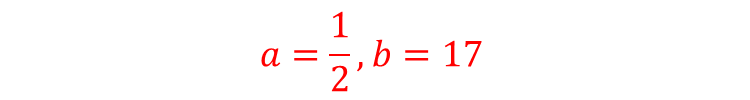 a = 1/2, b = 17